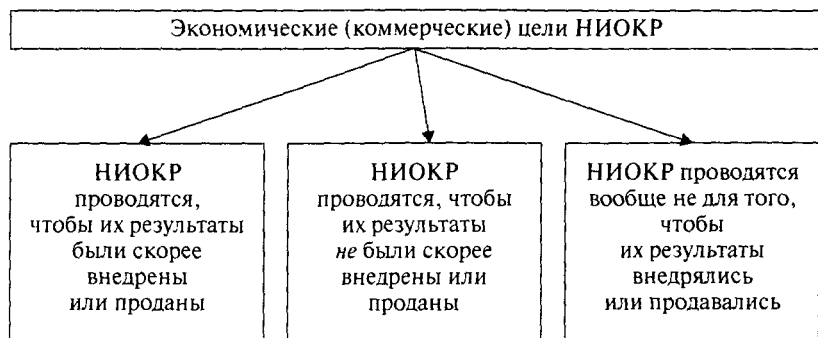 Экономические (коммерческие) цели НИОКР
НИОКР
проводятся,
чтобы их результаты
были скорее
внедрены
или проданы
НИОКР
проводятся, чтобы
их результаты
не были скорее
внедрены или
проданы
НИОКР проводятся
вообще не для того,
чтобы
их результаты
внедрялись
или продавались